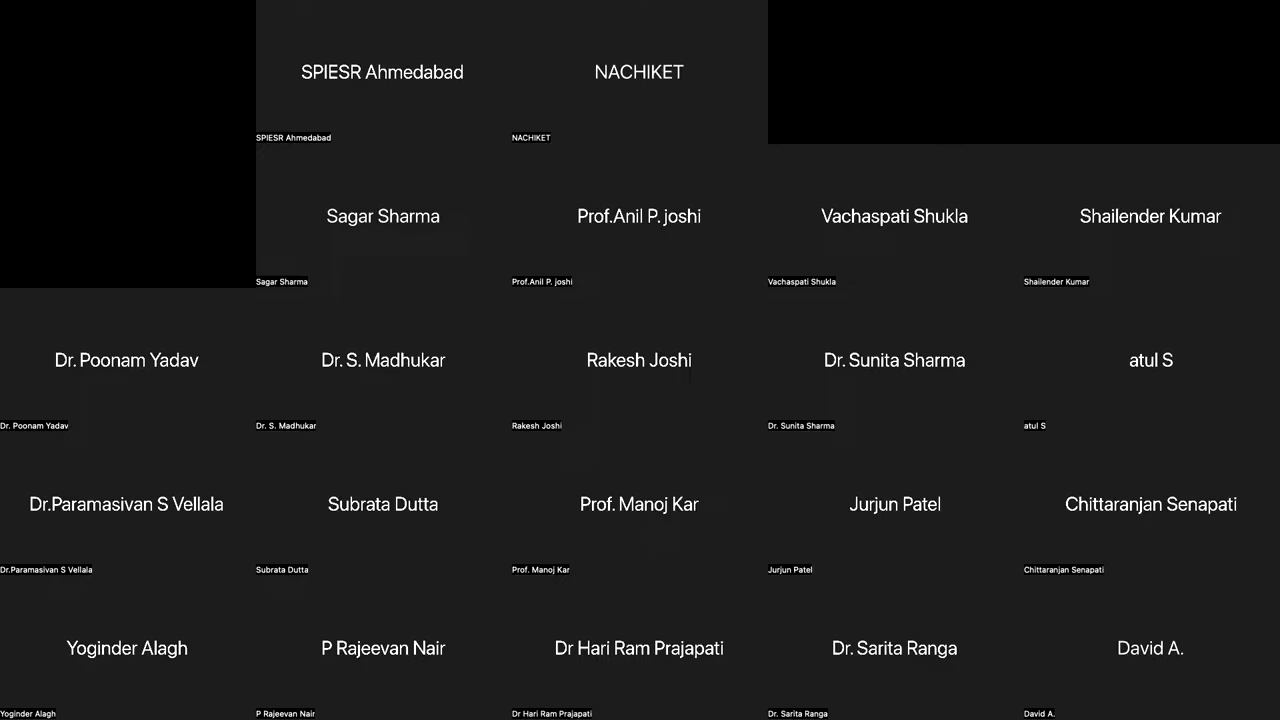 SPIESR Ahmedabad
SPIESR Ahmedabad
NACHIKET
NACHIKET
Sagar Sharma
Sagar Sharma
Prof.Anil P. joshi
Prof.Anil P. joshi
Vachaspati Shukla
Vachaspati Shukla
Shailender Kumar
Shailender Kumar
Dr. Poonam Yadav
Dr. Poonam Yadav
Dr. S. Madhukar
Dr. S. Madhukar
Rakesh Joshi
Rakesh Joshi
Dr. Sunita Sharma
Dr. Sunita Sharma
atul S
atul S
Dr.Paramasivan S Vellala
Dr.Paramasivan S Vellala
Subrata Dutta
Subrata Dutta
Prof. Manoj Kar
Prof. Manoj Kar
Jurjun Patel
Jurjun Patel
Chittaranjan Senapati
Chittaranjan Senapati
Yoginder Alagh
Yoginder Alagh
P Rajeevan Nair
P Rajeevan Nair
Dr Hari Ram Prajapati
Dr Hari Ram Prajapati
Dr. Sarita Ranga
Dr. Sarita Ranga
David A.
David A.